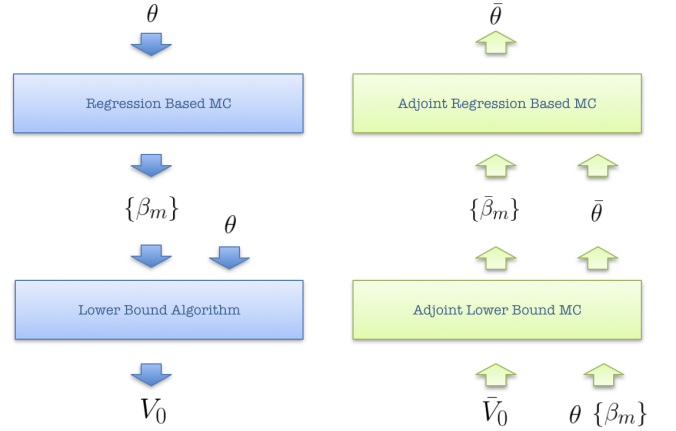 θ
Regression Based MC
{β_m}
θ
Lower Bound Algorithm
V_0
θ̄
Adjoint Regression Based MC
{β̄_m}
θ̄
Adjoint Lower Bound MC
V̄_0
θ {β_m}